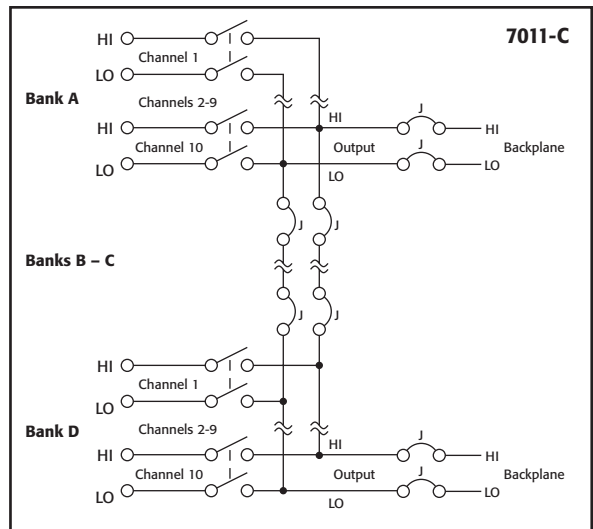 7011-C
HI
Channel 1
LO
Bank A
Channels 2-9
HI
HI
J
HI
Channel 10
Output
J
Backplane
LO
LO
LO
J
J
Banks B – C
J
J
HI
Channel 1
LO
Bank D
Channels 2-9
HI
HI
J
HI
Channel 10
Output
J
Backplane
LO
LO
LO